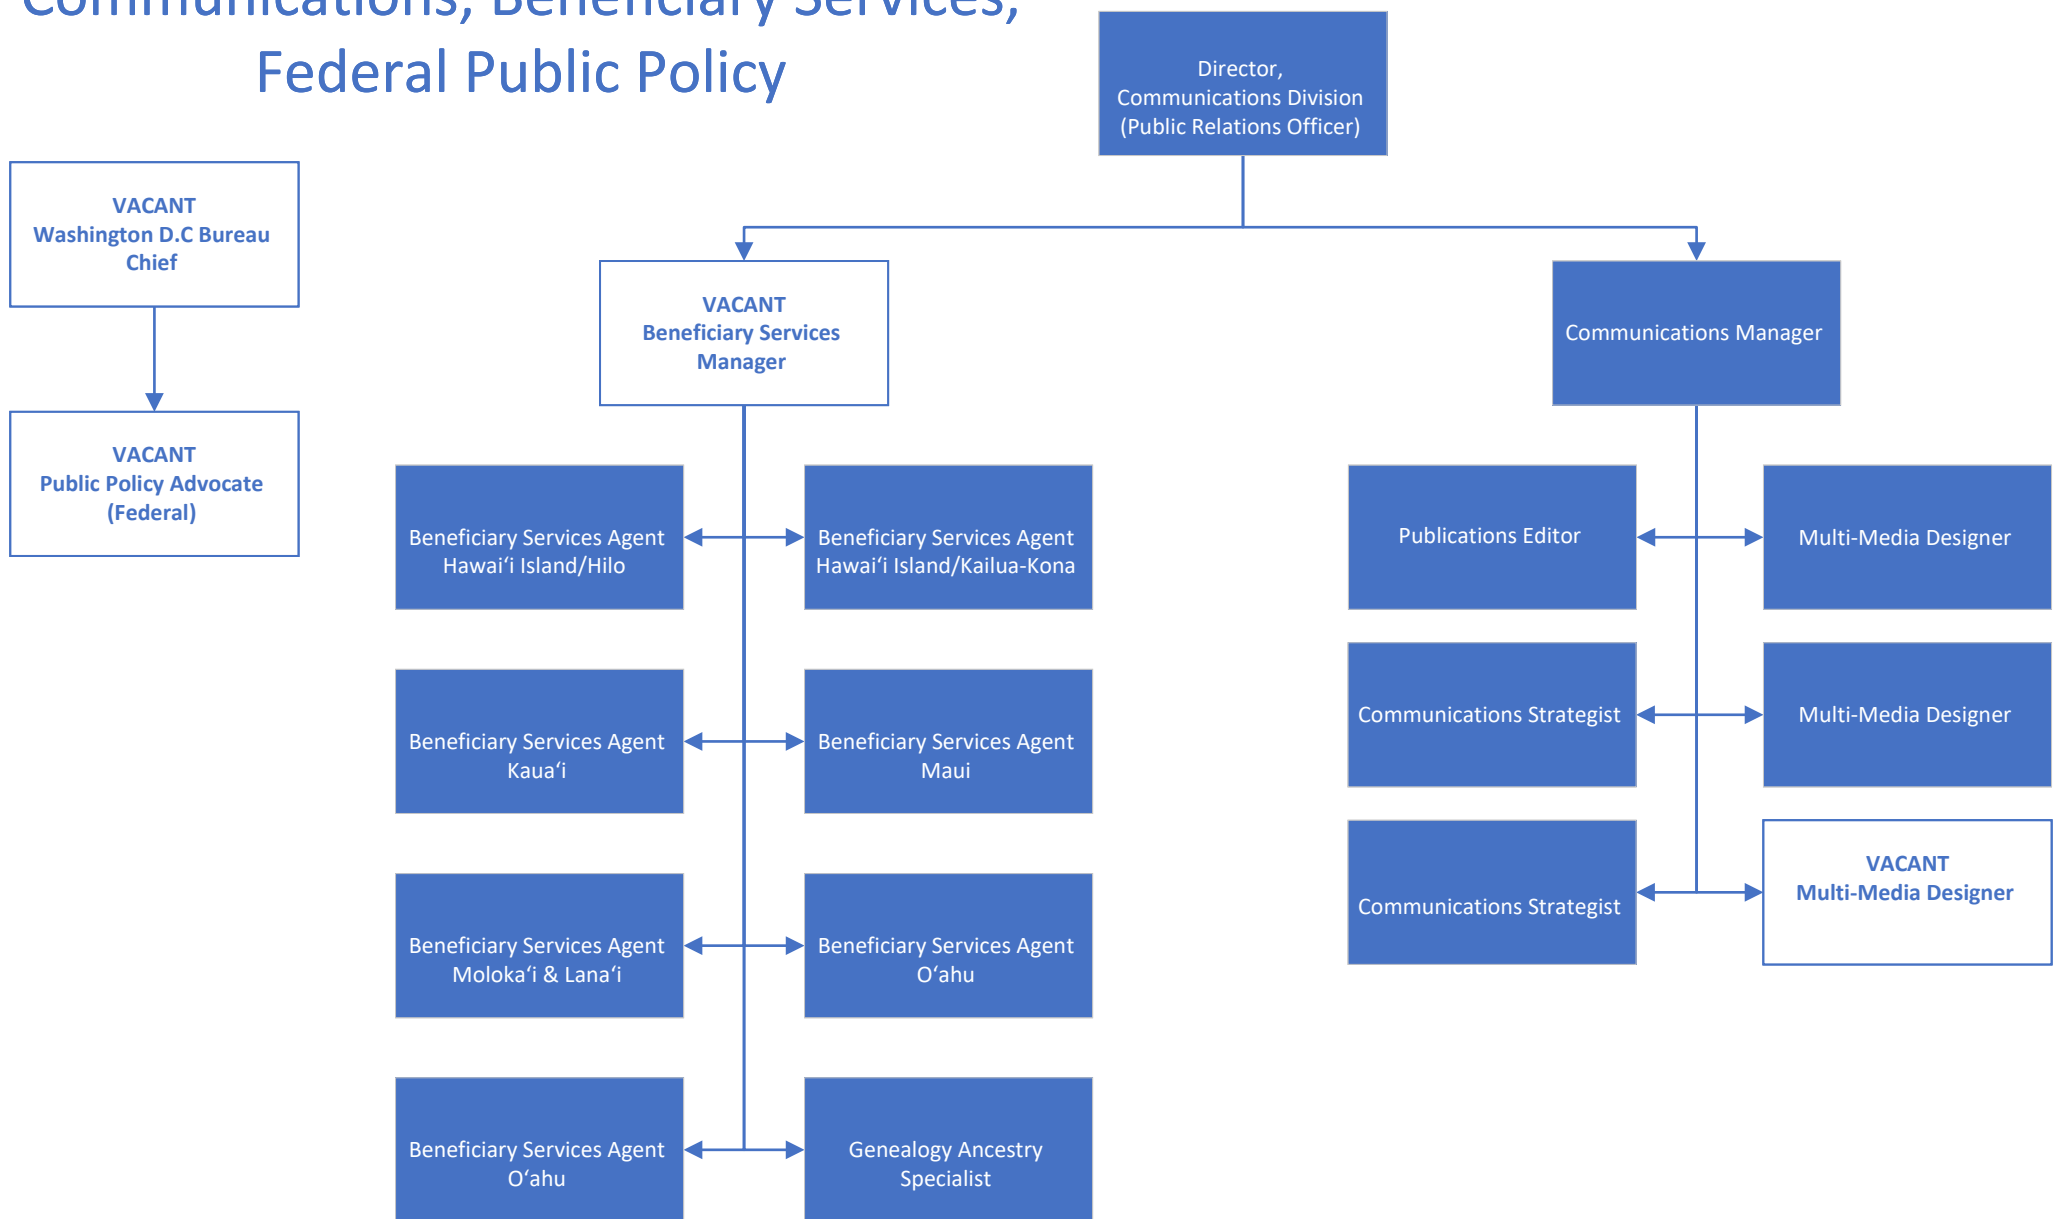 Communications, Beneficiary Services,
Federal Public Policy
Director,
Communications Division
(Public Relations Officer)
VACANT
Washington D.C Bureau
Chief
VACANT
Public Policy Advocate
(Federal)
VACANT
Beneficiary Services
Manager
Communications Manager
Beneficiary Services Agent
Hawaiʻi Island/Hilo
Beneficiary Services Agent
Hawaiʻi Island/Kailua-Kona
Beneficiary Services Agent
Kauaʻi
Beneficiary Services Agent
Maui
Beneficiary Services Agent
Molokaʻi & Lanaʻi
Beneficiary Services Agent
Oʻahu
Beneficiary Services Agent
Oʻahu
Genealogy Ancestry
Specialist
Publications Editor
Multi-Media Designer
Communications Strategist
Multi-Media Designer
Communications Strategist
VACANT
Multi-Media Designer